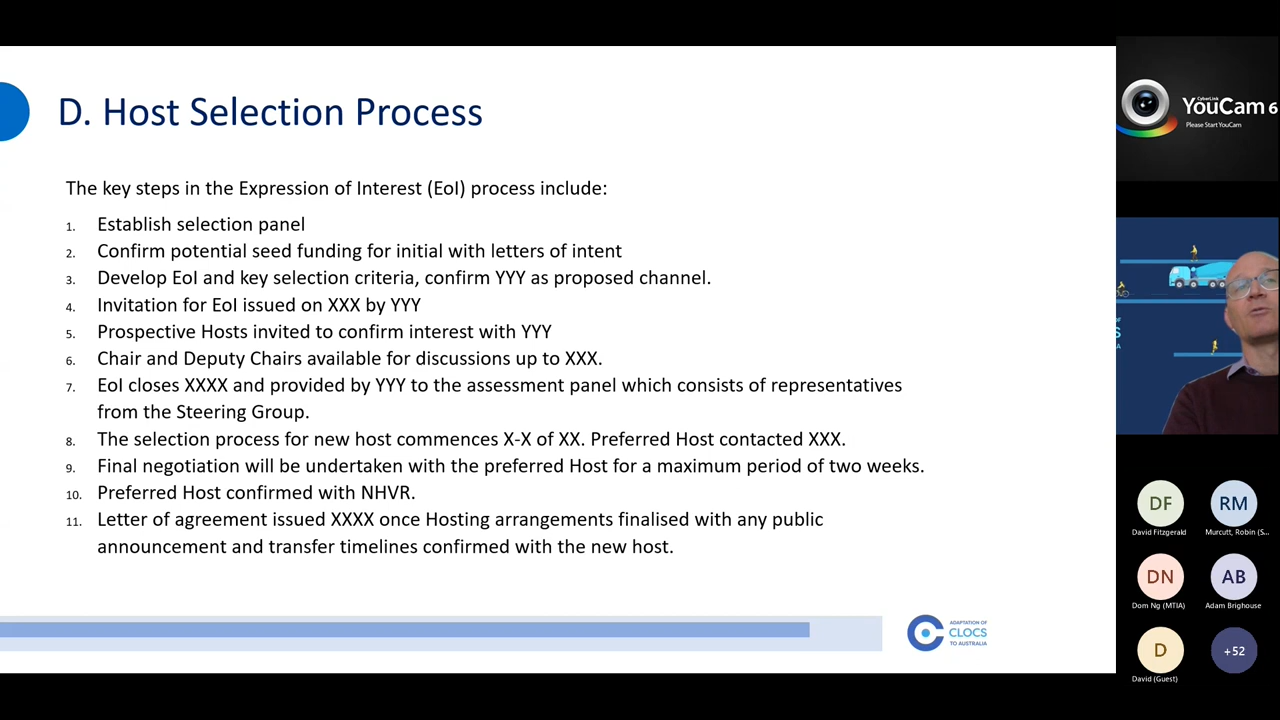 D. Host Selection Process
The key steps in the Expression of Interest (EoI) process include:
1. Establish selection panel
2. Confirm potential seed funding for initial with letters of intent
3. Develop EoI and key selection criteria, confirm YYY as proposed channel.
4. Invitation for EoI issued on XXX by YYY
5. Prospective Hosts invited to confirm interest with YYY
6. Chair and Deputy Chairs available for discussions up to XXX.
7. EoI closes XXXX and provided by YYY to the assessment panel which consists of representatives
from the Steering Group.
8. The selection process for new host commences X-X of XX. Preferred Host contacted XXX.
9. Final negotiation will be undertaken with the preferred Host for a maximum period of two weeks.
10. Preferred Host confirmed with NHVR.
11. Letter of agreement issued XXXX once Hosting arrangements finalised with any public
announcement and transfer timelines confirmed with the new host.
ADAPTATION OF
CLOCS
TO AUSTRALIA
CyberLink
YouCam 6
Please Start YouCam
DF
David Fitzgerald
RM
Murcutt, Robin (S...
DN
Dom Ng (MTIA)
AB
Adam Brighouse
D
David (Guest)
+52